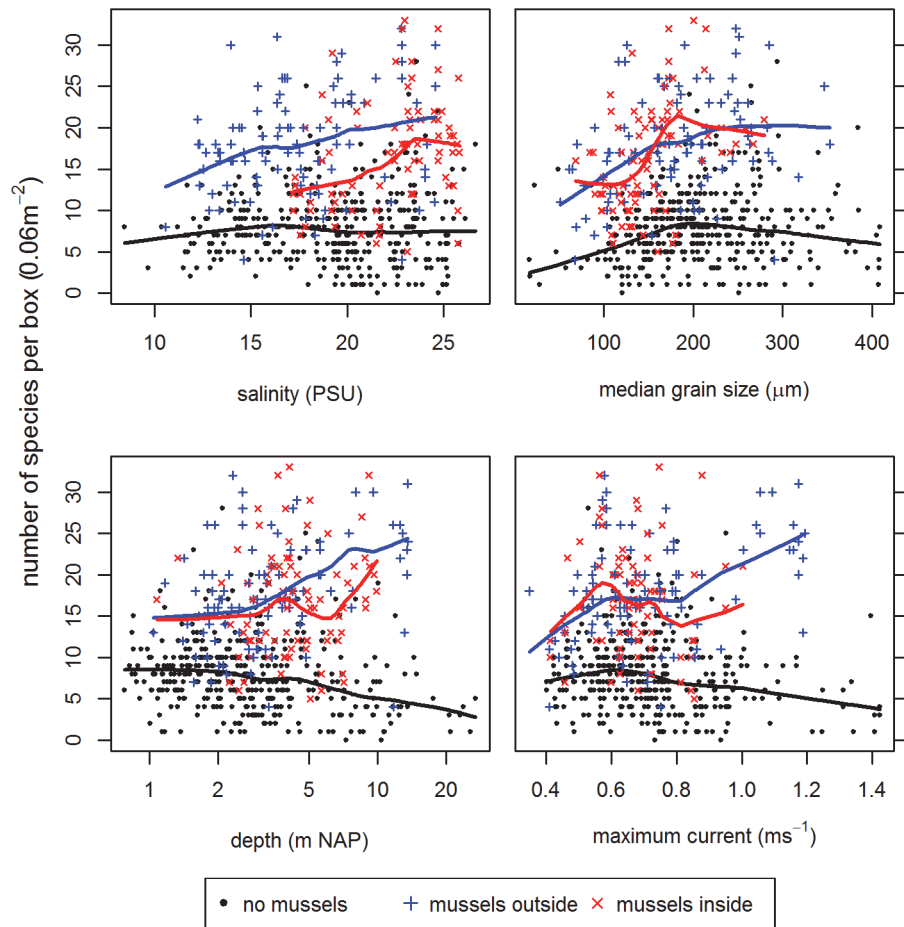 number of species per box (0.06m⁻²)
0 5 10 15 20 25 30
10 15 20 25
salinity (PSU)
100 200 300 400
median grain size (μm)
0 5 10 15 20 25 30
1 2 5 10 20
depth (m NAP)
0.4 0.6 0.8 1.0 1.2 1.4
maximum current (ms⁻¹)
no mussels mussels outside mussels inside